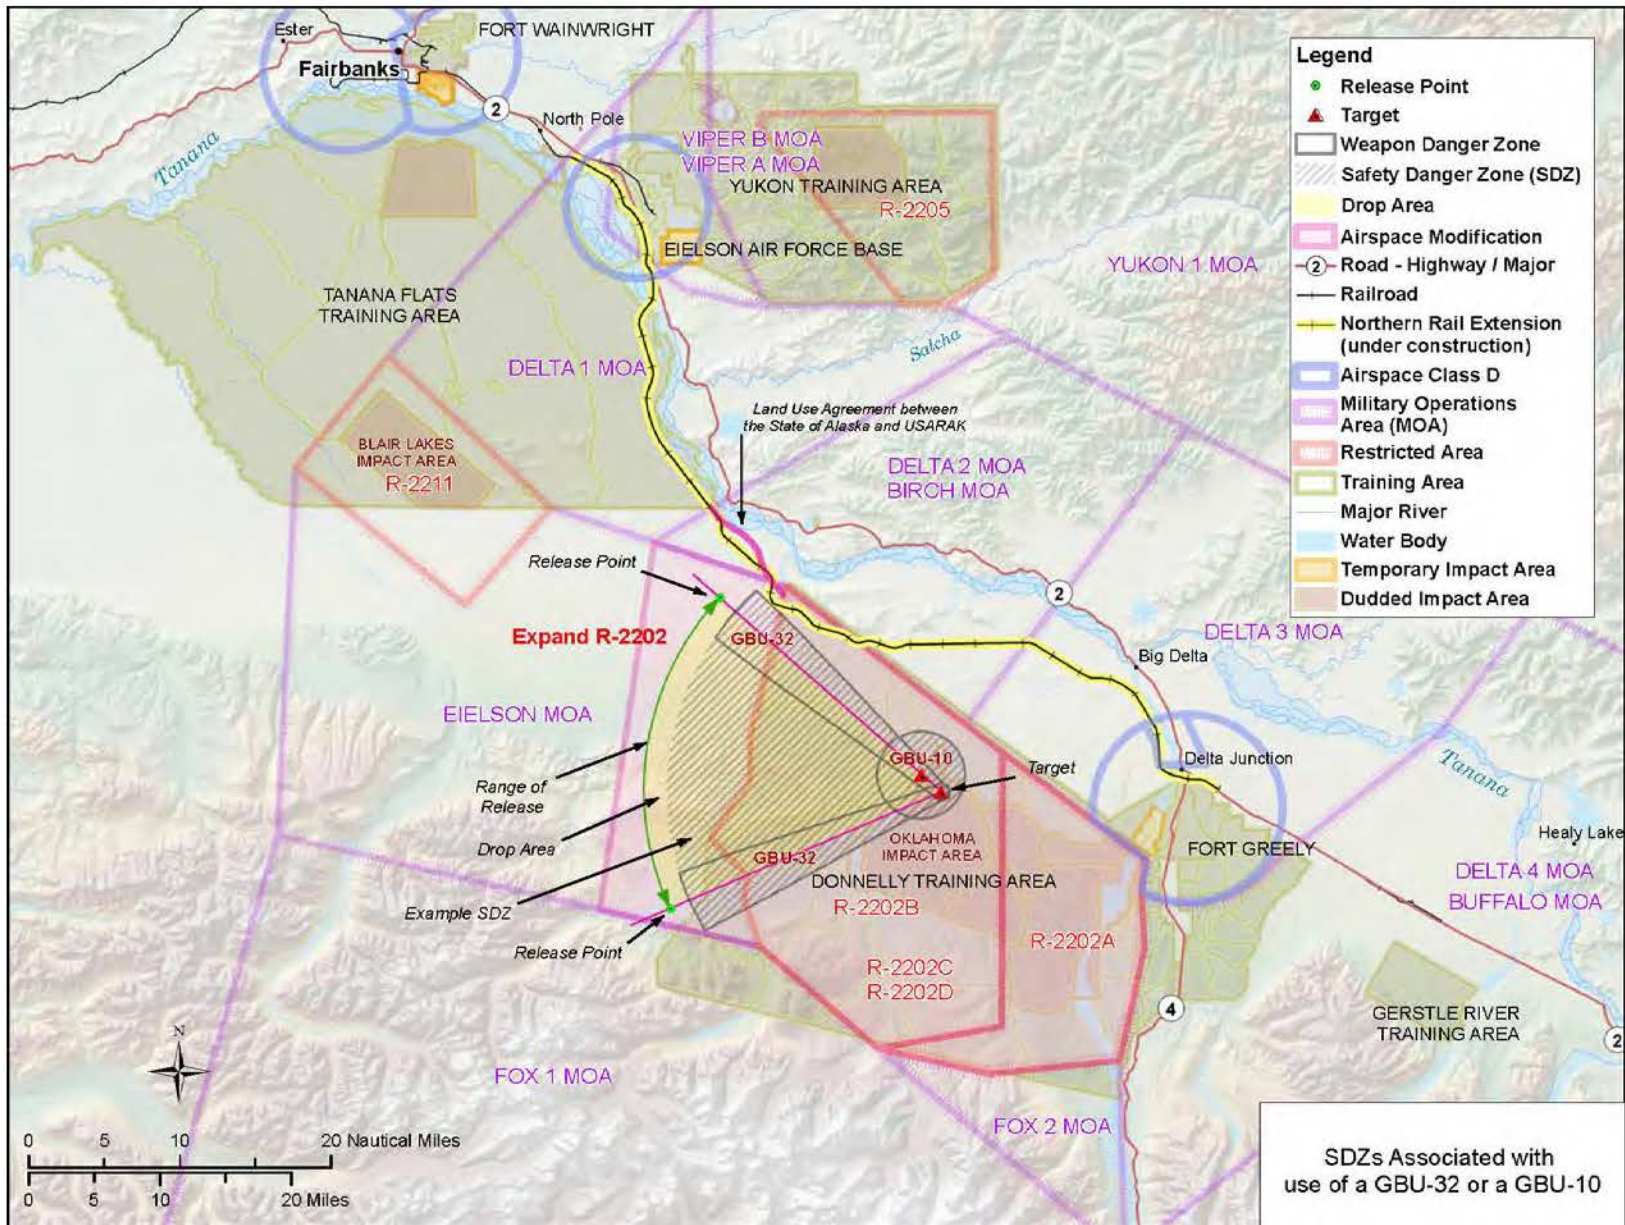 Ester
FORT WAINWRIGHT
Fairbanks
2
North Pole
Tanana
VIPER B MOA
VIPER A MOA
YUKON TRAINING AREA
R-2205
EIELSON AIR FORCE BASE
YUKON 1 MOA
TANANA FLATS
TRAINING AREA
Salcha
DELTA 1 MOA
Land Use Agreement between
the State of Alaska and USARAK
BLAIR LAKES
IMPACT AREA
R-2211
DELTA 2 MOA
BIRCH MOA
Release Point
2
Expand R-2202
GBU-32
DELTA 3 MOA
Big Delta
EIELSON MOA
GBU-10
Target
Delta Junction
Tanana
Range of
Release
Drop Area
OKLAHOMA
IMPACT AREA
GBU-32
FORT GREELY
Healy Lake
DONNELLY TRAINING AREA
R-2202B
DELTA 4 MOA
BUFFALO MOA
Example SDZ
Release Point
R-2202A
R-2202C
R-2202D
4
GERSTLE RIVER
TRAINING AREA
2
N
FOX 1 MOA
FOX 2 MOA
0 5 10 20 Nautical Miles
0 5 10 20 Miles
Legend
Release Point
Target
Weapon Danger Zone
Safety Danger Zone (SDZ)
Drop Area
Airspace Modification
2 Road - Highway / Major
Railroad
Northern Rail Extension
(under construction)
Airspace Class D
Military Operations
Area (MOA)
Restricted Area
Training Area
Major River
Water Body
Temporary Impact Area
Dudded Impact Area
SDZs Associated with
use of a GBU-32 or a GBU-10